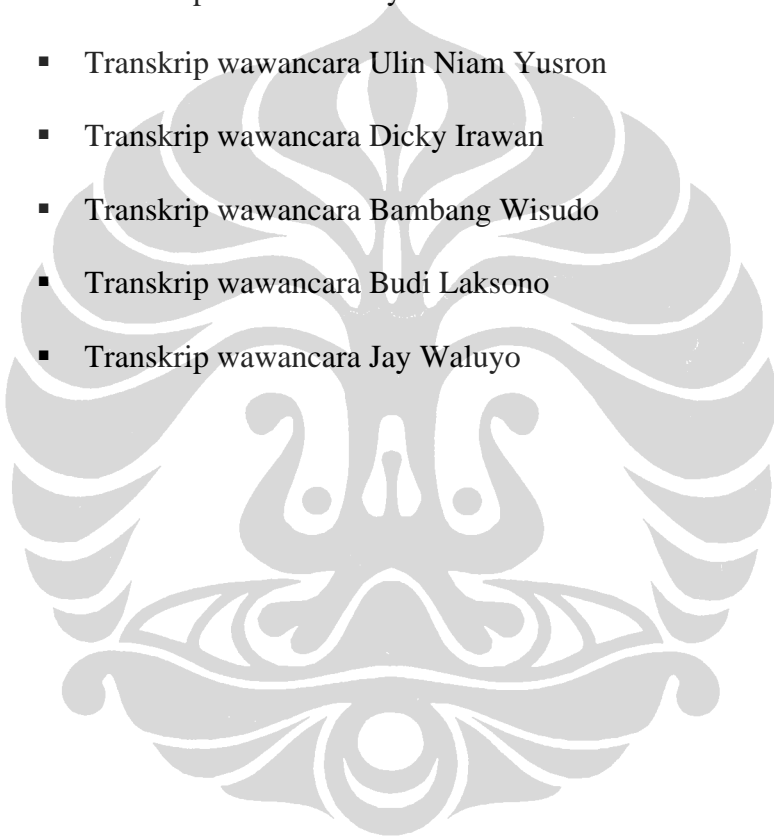 ▪ Transkrip wawancara Ulin Niam Yusron
▪ Transkrip wawancara Dicky Irawan
▪ Transkrip wawancara Bambang Wisudo
▪ Transkrip wawancara Budi Laksono
▪ Transkrip wawancara Jay Waluyo